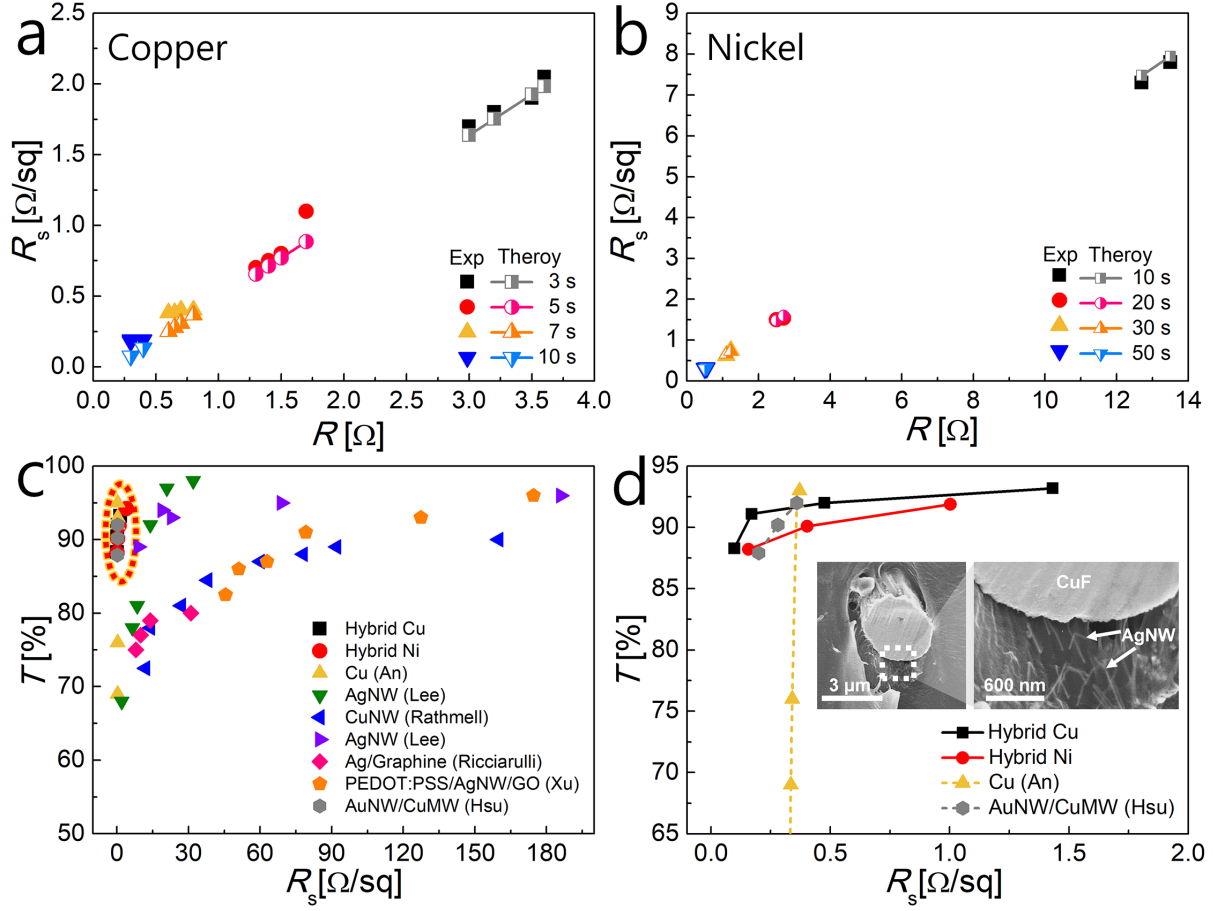 a Copper
2.5
2.0
1.5
1.0
0.5
0.0
Rs [Ω/sq]
Exp Theroy
3 s
5 s
7 s
10 s
0.0 0.5 1.0 1.5 2.0 2.5 3.0 3.5 4.0
R [Ω]
b Nickel
9
8
7
6
5
4
3
2
1
0
Rs [Ω/sq]
Exp Theroy
10 s
20 s
30 s
50 s
0 2 4 6 8 10 12 14
R [Ω]
c
100
90
80
70
60
50
T [%]
Hybrid Cu
Hybrid Ni
Cu (An)
AgNW (Lee)
CuNW (Rathmell)
AgNW (Lee)
Ag/Graphine (Ricciarulli)
PEDOT:PSS/AgNW/GO (Xu)
AuNW/CuMW (Hsu)
0 30 60 90 120 150 180
Rs[Ω/sq]
d
95
90
85
80
75
70
65
T [%]
CuF
AgNW
3 μm
600 nm
Hybrid Cu
Hybrid Ni
Cu (An)
AuNW/CuMW (Hsu)
0.0 0.5 1.0 1.5 2.0
Rs [Ω/sq]